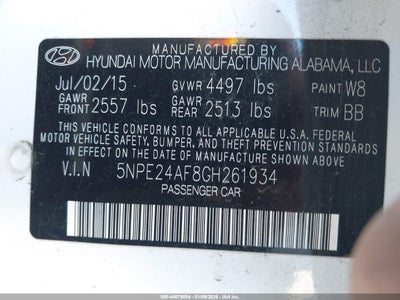 MANUFACTURED BY
HYUNDAI MOTOR MANUFACTURING ALABAMA, LLC
Jul/02/15 GVWR 4497 lbs PAINT W8
GAWR FRONT 2557 lbs GAWR REAR 2513 lbs TRIM BB
THIS VEHICLE CONFORMS TO ALL APPLICABLE U.S.A. FEDERAL
MOTOR VEHICLE SAFETY, BUMPER, AND THEFT PREVENTION
STANDARDS IN EFFECT ON THE DATE OF MANUFACTURE SHOWN ABOVE.
V.I.N 5NPE24AF8GH261934
PASSENGER CAR